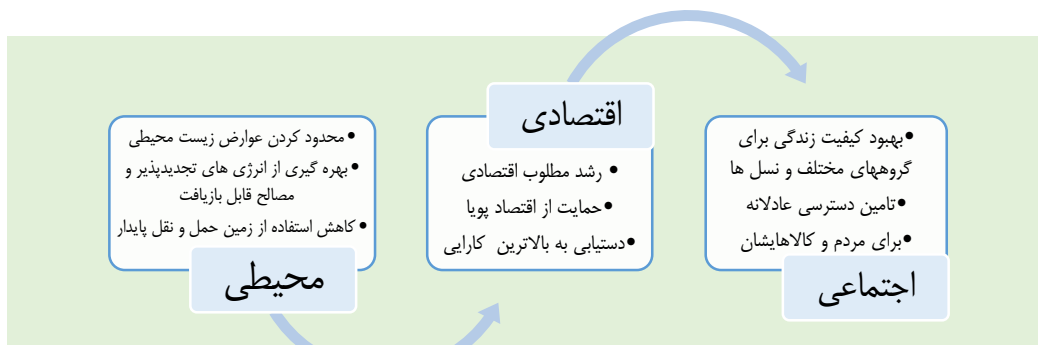 •بهبود کیفیت زندگی برای
گروههای مختلف و نسل ها
•تامین دسترسی عادلانه
•برای مردم و کالاهایشان
اجتماعی
اقتصادی
• رشد مطلوب اقتصادی
•حمایت از اقتصاد پویا
•دستیابی به بالاترین کارایی
•محدود کردن عوارض زیست محیطی
•بهره گیری از انرژی های تجدیدپذیر و
مصالح قابل بازیافت
•کاهش استفاده از زمین حمل و نقل پایدار
محیطی